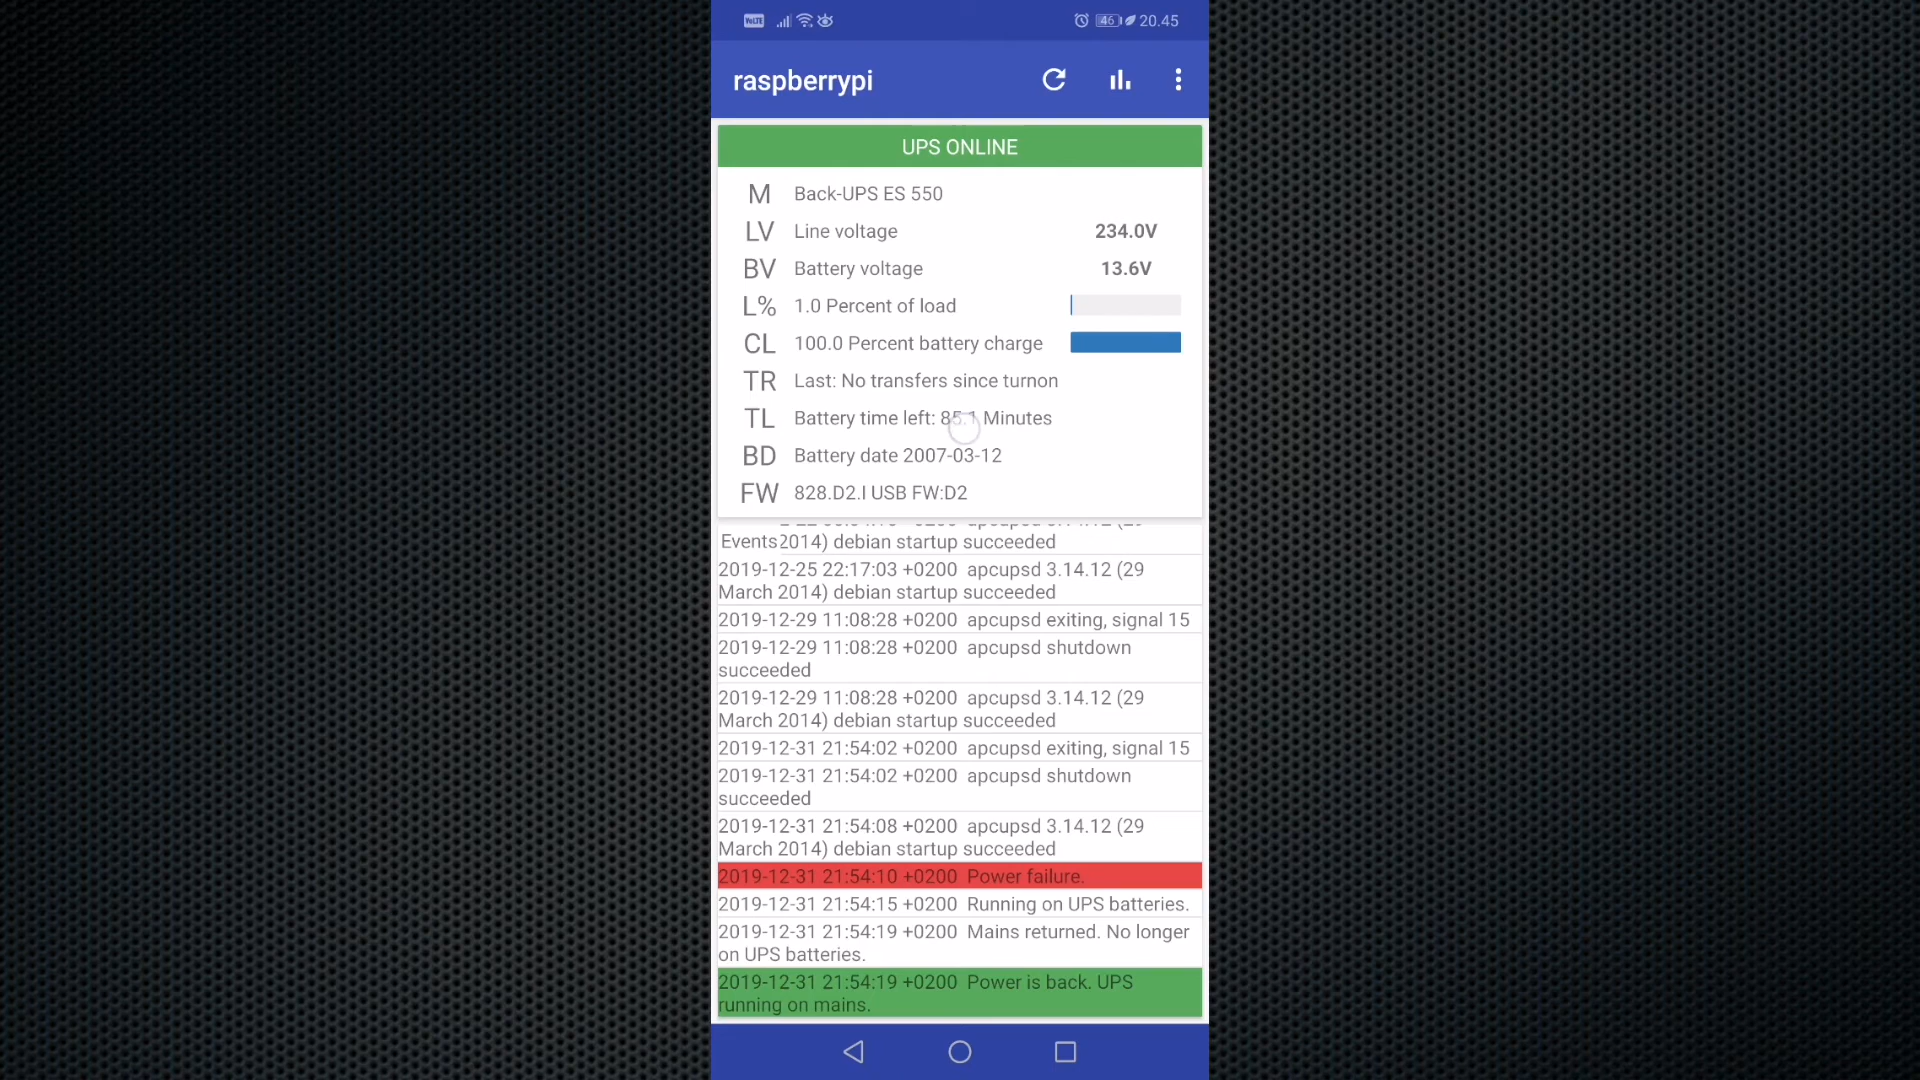 VoLTE 46 20.45
raspberrypi
UPS ONLINE
M Back-UPS ES 550
LV Line voltage 234.0V
BV Battery voltage 13.6V
L% 1.0 Percent of load
CL 100.0 Percent battery charge
TR Last: No transfers since turnon
TL Battery time left: 85.1 Minutes
BD Battery date 2007-03-12
FW 828.D2.I USB FW:D2
Events 2014) debian startup succeeded
2019-12-25 22:17:03 +0200 apcupsd 3.14.12 (29
March 2014) debian startup succeeded
2019-12-29 11:08:28 +0200 apcupsd exiting, signal 15
2019-12-29 11:08:28 +0200 apcupsd shutdown
succeeded
2019-12-29 11:08:28 +0200 apcupsd 3.14.12 (29
March 2014) debian startup succeeded
2019-12-31 21:54:02 +0200 apcupsd exiting, signal 15
2019-12-31 21:54:02 +0200 apcupsd shutdown
succeeded
2019-12-31 21:54:08 +0200 apcupsd 3.14.12 (29
March 2014) debian startup succeeded
2019-12-31 21:54:10 +0200 Power failure.
2019-12-31 21:54:15 +0200 Running on UPS batteries.
2019-12-31 21:54:19 +0200 Mains returned. No longer
on UPS batteries.
2019-12-31 21:54:19 +0200 Power is back. UPS
running on mains.